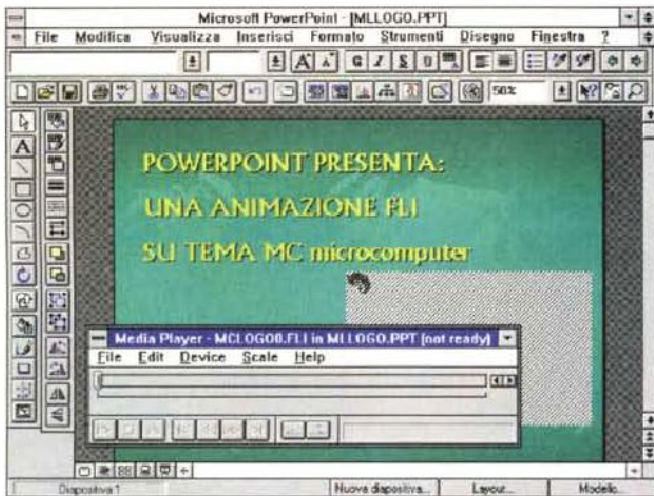 Microsoft PowerPoint - [MLLOGO.PPT]
File Modifica Visualizza Inserisci Formato Strumenti Disegno Finestra ?
A A G I S U
50%
POWERPOINT PRESENTA:
UNA ANIMAZIONE FLI
SU TEMA MC microcomputer
Media Player - MCLOGO08.FLI in MLLOGO.PPT (not ready)
File Edit Device Scale Help
Diapositiva 1 Nuova diapositiva... Layout... Modello...